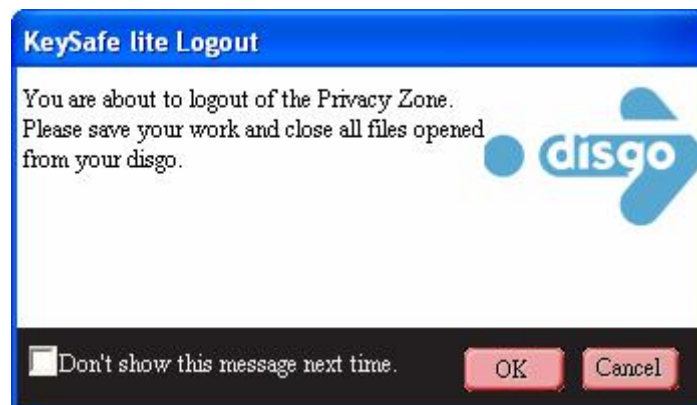 KeySafe lite Logout
You are about to logout of the Privacy Zone.
Please save your work and close all files opened
from your disgo.
disgo
Don't show this message next time.
OK
Cancel